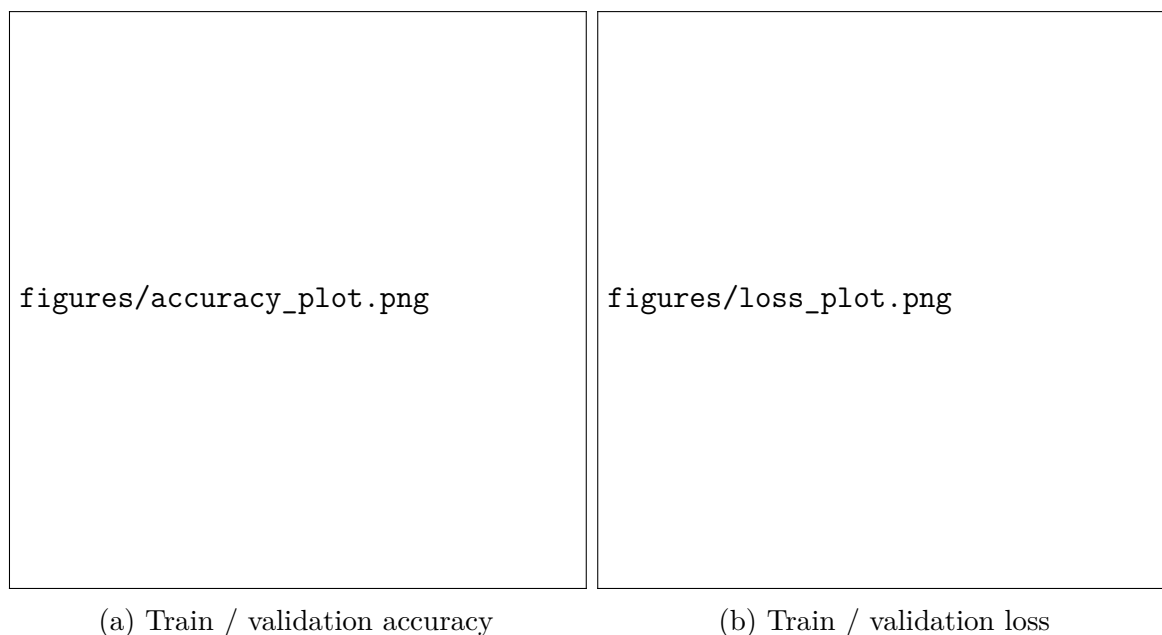 figures/accuracy_plot.png
figures/loss_plot.png
(a) Train / validation accuracy
(b) Train / validation loss